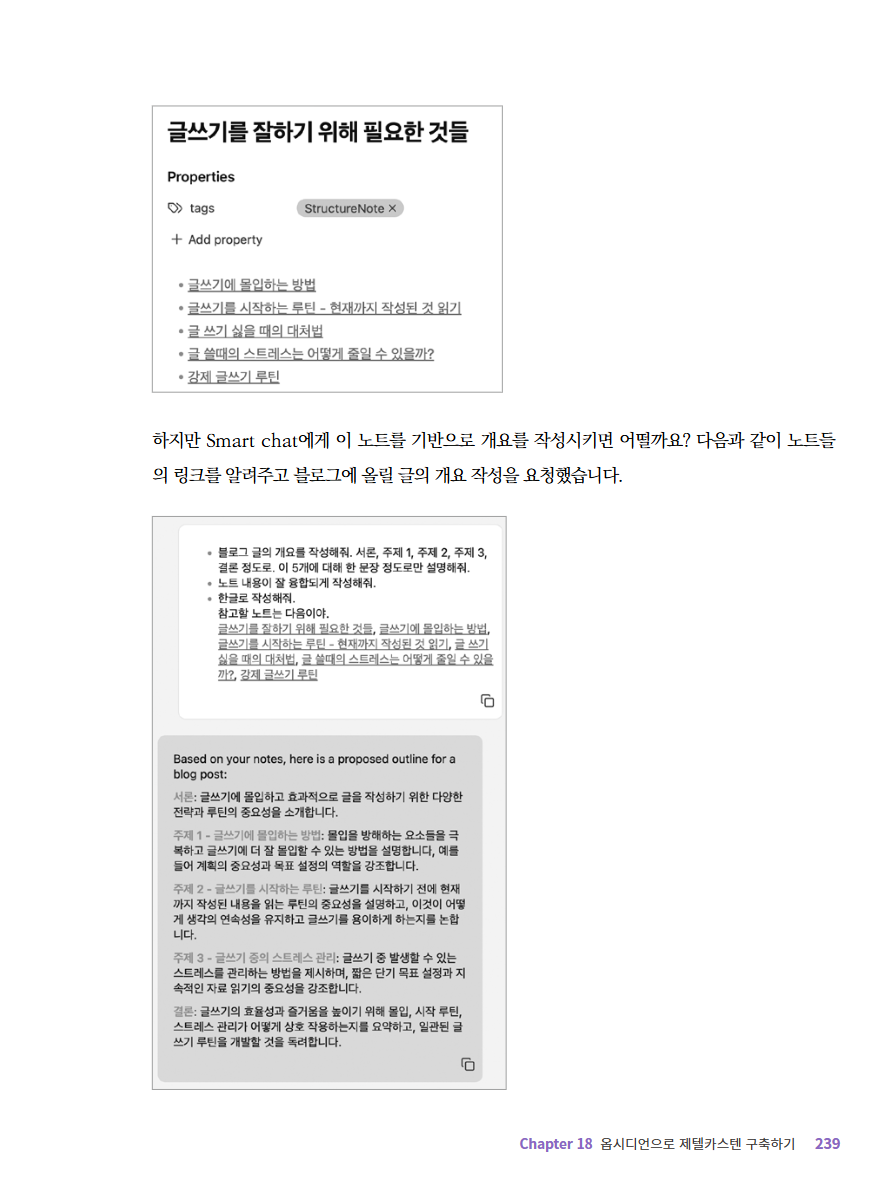 글쓰기를 잘하기 위해 필요한 것들
Properties
tags StructureNote ×
+ Add property
• 글쓰기에 몰입하는 방법
• 글쓰기를 시작하는 루틴 - 현재까지 작성된 것 읽기
• 글 쓰기 싫을 때의 대처법
• 글 쓸때의 스트레스는 어떻게 줄일 수 있을까?
• 강제 글쓰기 루틴
하지만 Smart chat에게 이 노트를 기반으로 개요를 작성시키면 어떨까요? 다음과 같이 노트들
의 링크를 알려주고 블로그에 올릴 글의 개요 작성을 요청했습니다.
• 블로그 글의 개요를 작성해줘. 서론, 주제 1, 주제 2, 주제 3,
결론 정도로. 이 5개에 대해 한 문장 정도로만 설명해줘.
• 노트 내용이 잘 융합되게 작성해줘.
• 한글로 작성해줘.
참고할 노트는 다음이야.
글쓰기를 잘하기 위해 필요한 것들, 글쓰기에 몰입하는 방법,
글쓰기를 시작하는 루틴 - 현재까지 작성된 것 읽기, 글 쓰기
싫을 때의 대처법, 글 쓸때의 스트레스는 어떻게 줄일 수 있을
까?, 강제 글쓰기 루틴
Based on your notes, here is a proposed outline for a
blog post:
서론: 글쓰기에 몰입하고 효과적으로 글을 작성하기 위한 다양한
전략과 루틴의 중요성을 소개합니다.
주제 1 - 글쓰기에 몰입하는 방법: 몰입을 방해하는 요소들을 극
복하고 글쓰기에 더 잘 몰입할 수 있는 방법을 설명합니다, 예를
들어 계획의 중요성과 목표 설정의 역할을 강조합니다.
주제 2 - 글쓰기를 시작하는 루틴: 글쓰기를 시작하기 전에 현재
까지 작성된 내용을 읽는 루틴의 중요성을 설명하고, 이것이 어떻
게 생각의 연속성을 유지하고 글쓰기를 용이하게 하는지를 논합
니다.
주제 3 - 글쓰기 중의 스트레스 관리: 글쓰기 중 발생할 수 있는
스트레스를 관리하는 방법을 제시하며, 짧은 단기 목표 설정과 지
속적인 자료 읽기의 중요성을 강조합니다.
결론: 글쓰기의 효율성과 즐거움을 높이기 위해 몰입, 시작 루틴,
스트레스 관리가 어떻게 상호 작용하는지를 요약하고, 일관된 글
쓰기 루틴을 개발할 것을 독려합니다.
Chapter 18 옵시디언으로 제텔카스텐 구축하기 239